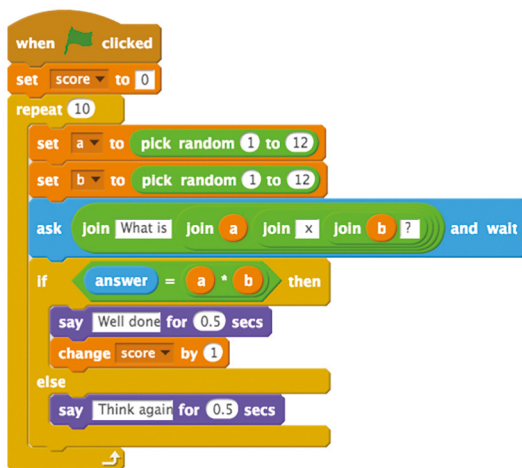 when clicked
set score to 0
repeat 10
set a to pick random 1 to 12
set b to pick random 1 to 12
ask join What is join a join x join b ? and wait
if answer = a * b then
say Well done for 0.5 secs
change score by 1
else
say Think again for 0.5 secs